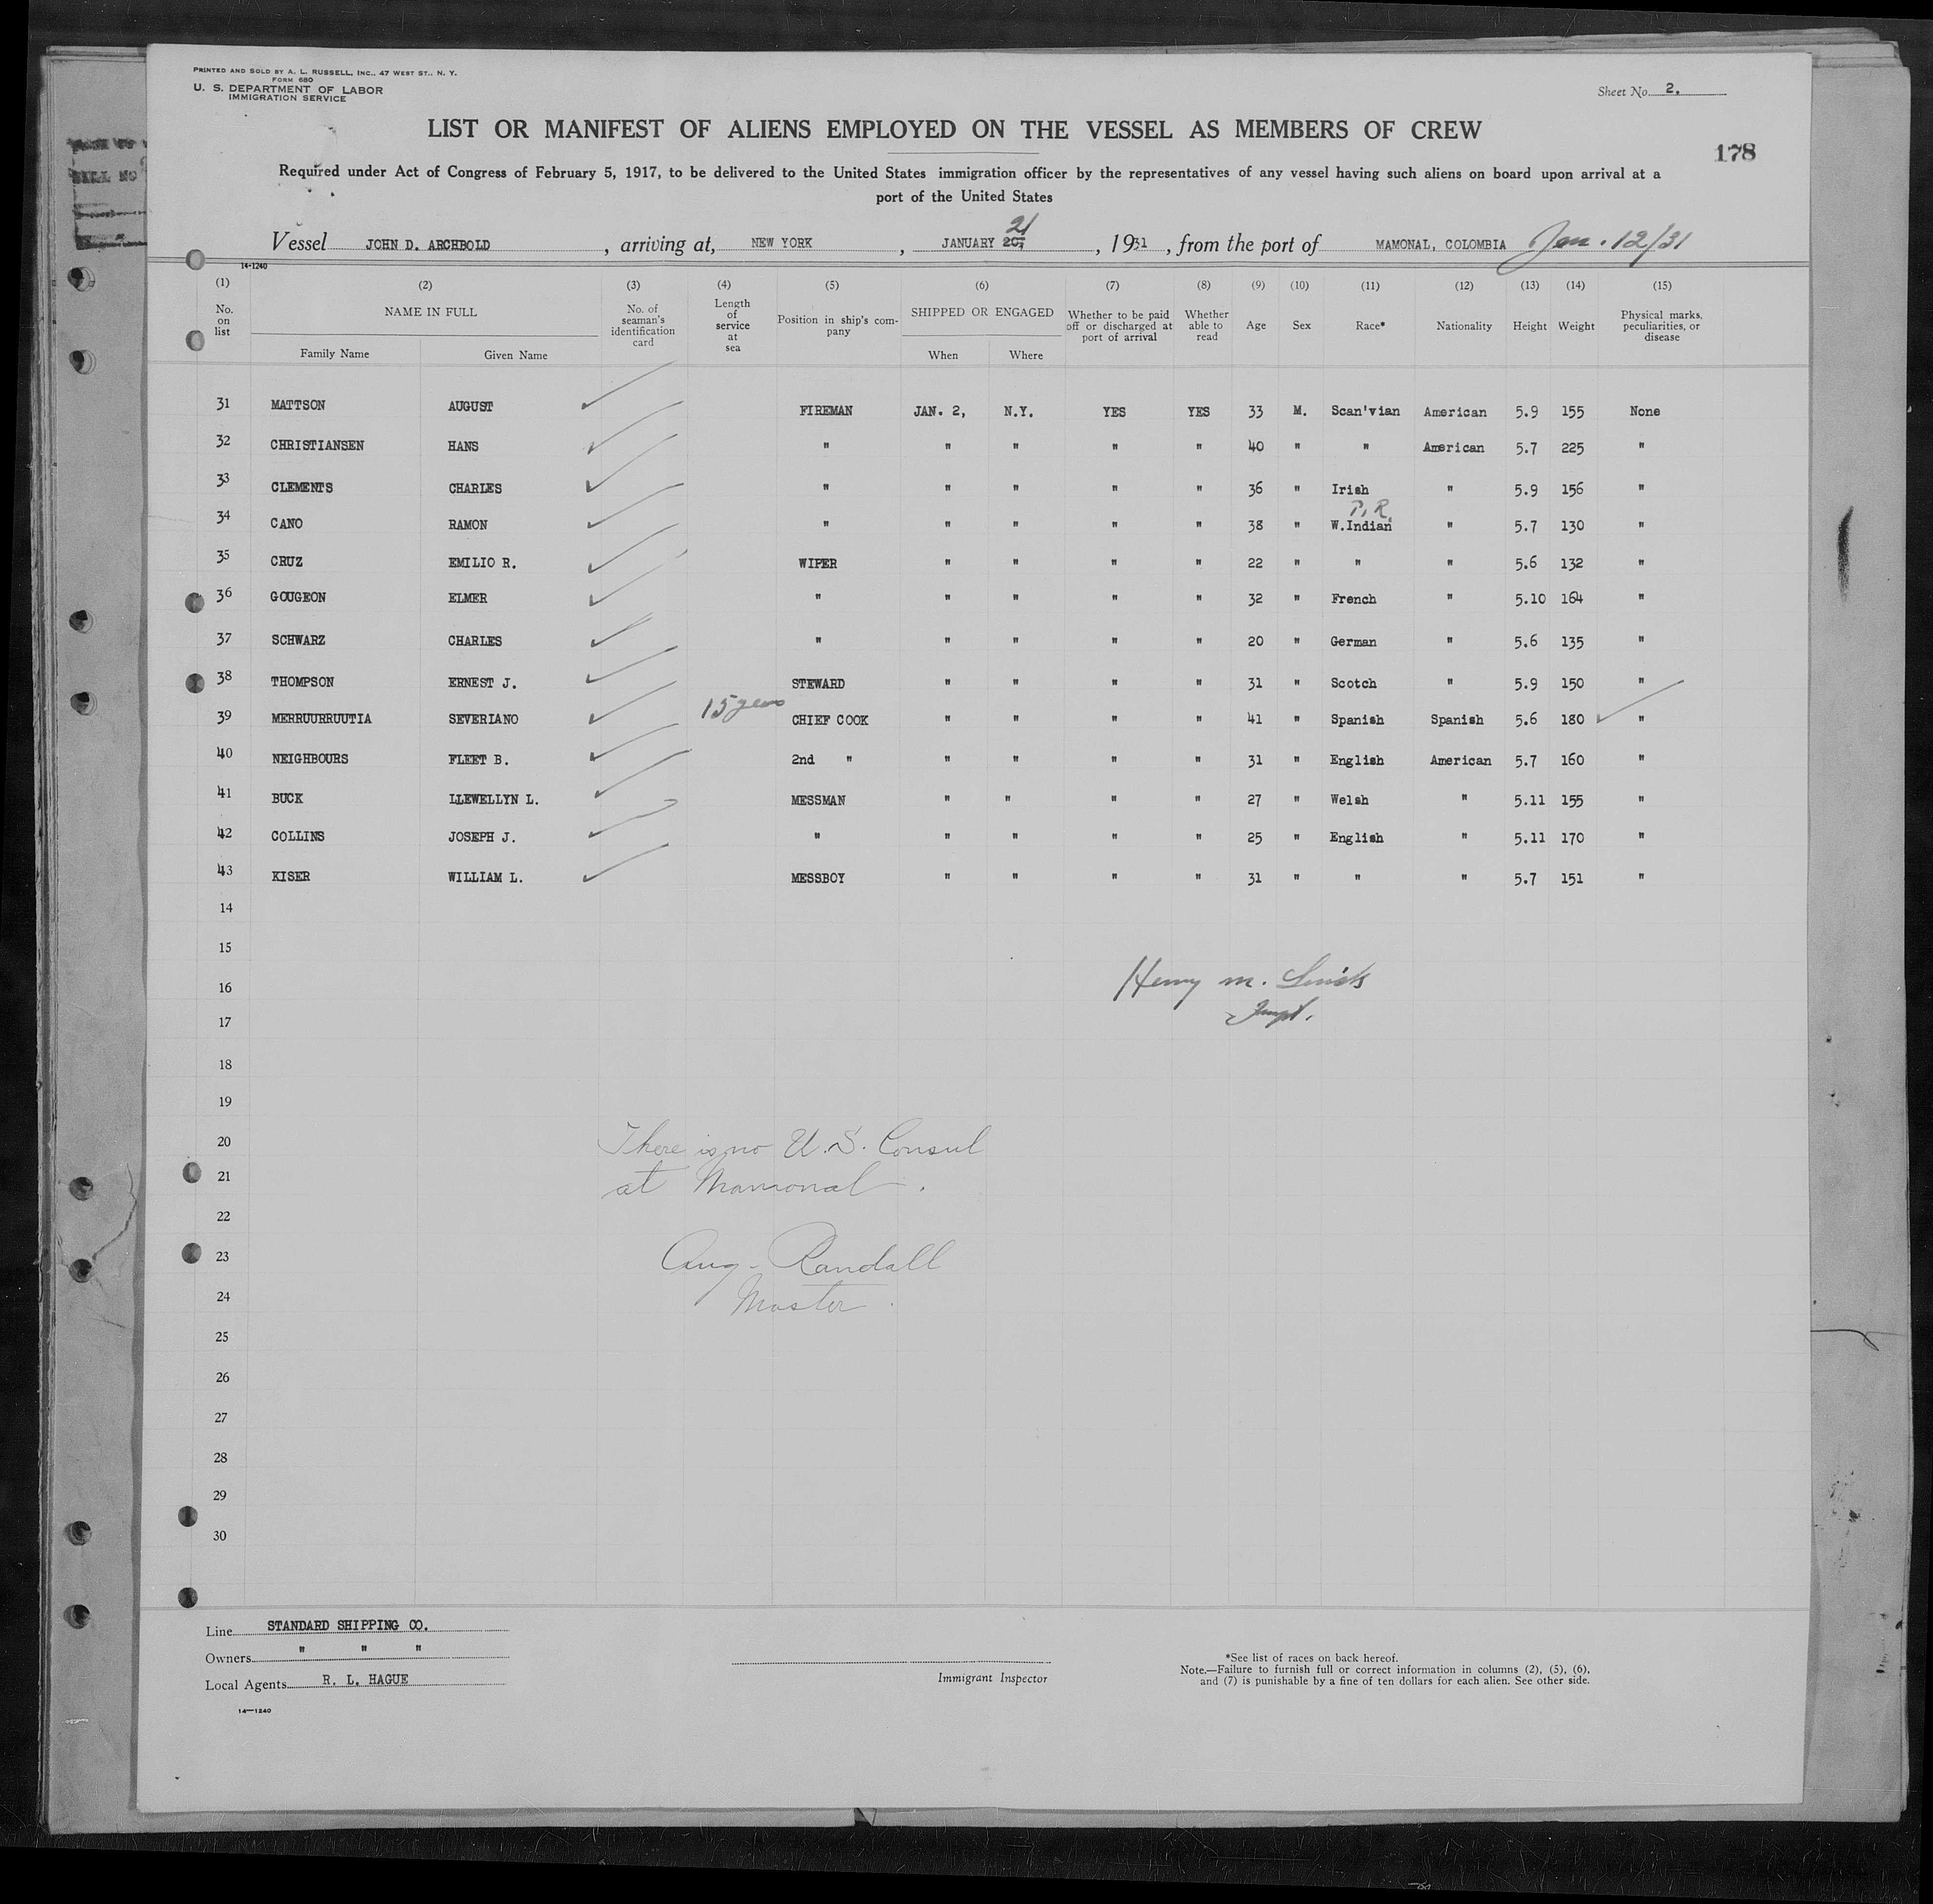 PRINTED AND SOLD BY A. L. RUSSELL, INC., 47 WEST ST., N. Y.
FORM 680
U. S. DEPARTMENT OF LABOR
IMMIGRATION SERVICE
Sheet No. 2.
LIST OR MANIFEST OF ALIENS EMPLOYED ON THE VESSEL AS MEMBERS OF CREW
178
Required under Act of Congress of February 5, 1917, to be delivered to the United States immigration officer by the representatives of any vessel having such aliens on board upon arrival at a
port of the United States
21
Vessel JOHN D. ARCHBOLD , arriving at, NEW YORK , JANUARY 20, , 1931 , from the port of MAMONAL, COLOMBIA Jan. 12/31
14-1240
(1) (2) (3) (4) (5) (6) (7) (8) (9) (10) (11) (12) (13) (14) (15)
No. on list NAME IN FULL Family Name Given Name No. of seaman's identification card Length of service at sea Position in ship's company SHIPPED OR ENGAGED When Where Whether to be paid off or discharged at port of arrival Whether able to read Age Sex Race* Nationality Height Weight Physical marks, peculiarities, or disease
31 MATTSON AUGUST FIREMAN JAN. 2, N.Y. YES YES 33 M. Scan'vian American 5.9 155 None
32 CHRISTIANSEN HANS " " " " " 40 " " American 5.7 225 "
33 CLEMENTS CHARLES " " " " " 36 " Irish " 5.9 156 "
P.R.
34 CANO RAMON " " " " " 38 " W.Indian " 5.7 130 "
35 CRUZ EMILIO R. WIPER " " " " 22 " " " 5.6 132 "
36 GOUGEON ELMER " " " " " 32 " French " 5.10 164 "
37 SCHWARZ CHARLES " " " " " 20 " German " 5.6 135 "
38 THOMPSON ERNEST J. STEWARD " " " " 31 " Scotch " 5.9 150 "
39 MERRUURRUUTIA SEVERIANO 15 years CHIEF COOK " " " " 41 " Spanish Spanish 5.6 180 "
40 NEIGHBOURS FLEET B. 2nd " " " " " 31 " English American 5.7 160 "
41 BUCK LLEWELLYN L. MESSMAN " " " " 27 " Welsh " 5.11 155 "
42 COLLINS JOSEPH J. " " " " " 25 " English " 5.11 170 "
43 KISER WILLIAM L. MESSBOY " " " " 31 " " " 5.7 151 "
14
15
16 Henry M.
17
18
19
20 There is no U.S. Consul
21 at Mamonal.
22
23 Aug. Randall
24 Master.
25
26
27
28
29
30
Line STANDARD SHIPPING CO.
Owners " " "
Local Agents R. L. HAGUE
14—1240
Immigrant Inspector
*See list of races on back hereof.
Note.—Failure to furnish full or correct information in columns (2), (5), (6),
and (7) is punishable by a fine of ten dollars for each alien. See other side.